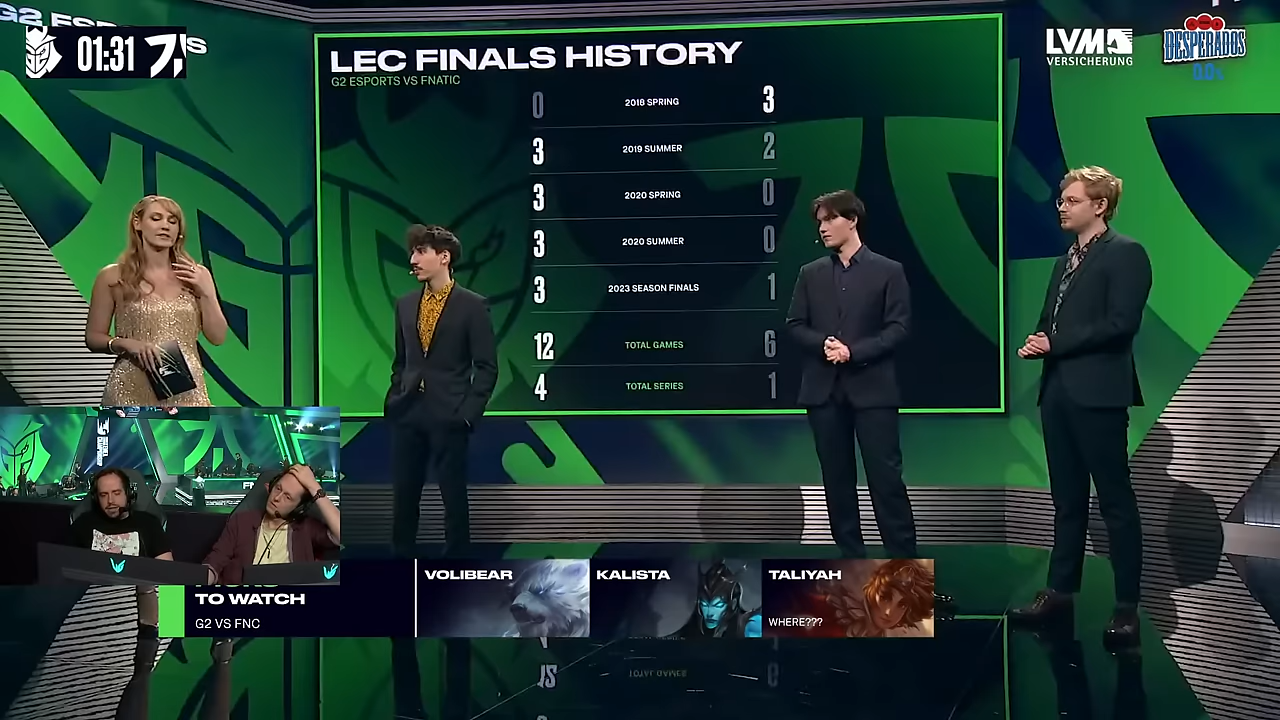 G2 ESP
01:31
S
LEC FINALS HISTORY
G2 ESPORTS VS FNATIC
0 2018 SPRING 3
3 2019 SUMMER 2
3 2020 SPRING 0
3 2020 SUMMER 0
3 2023 SEASON FINALS 1
12 TOTAL GAMES 6
4 TOTAL SERIES 1
LVM
VERSICHERUNG
DESPERADOS
0.0%
TO WATCH
G2 VS FNC
VOLIBEAR
KALISTA
TALIYAH
WHERE???